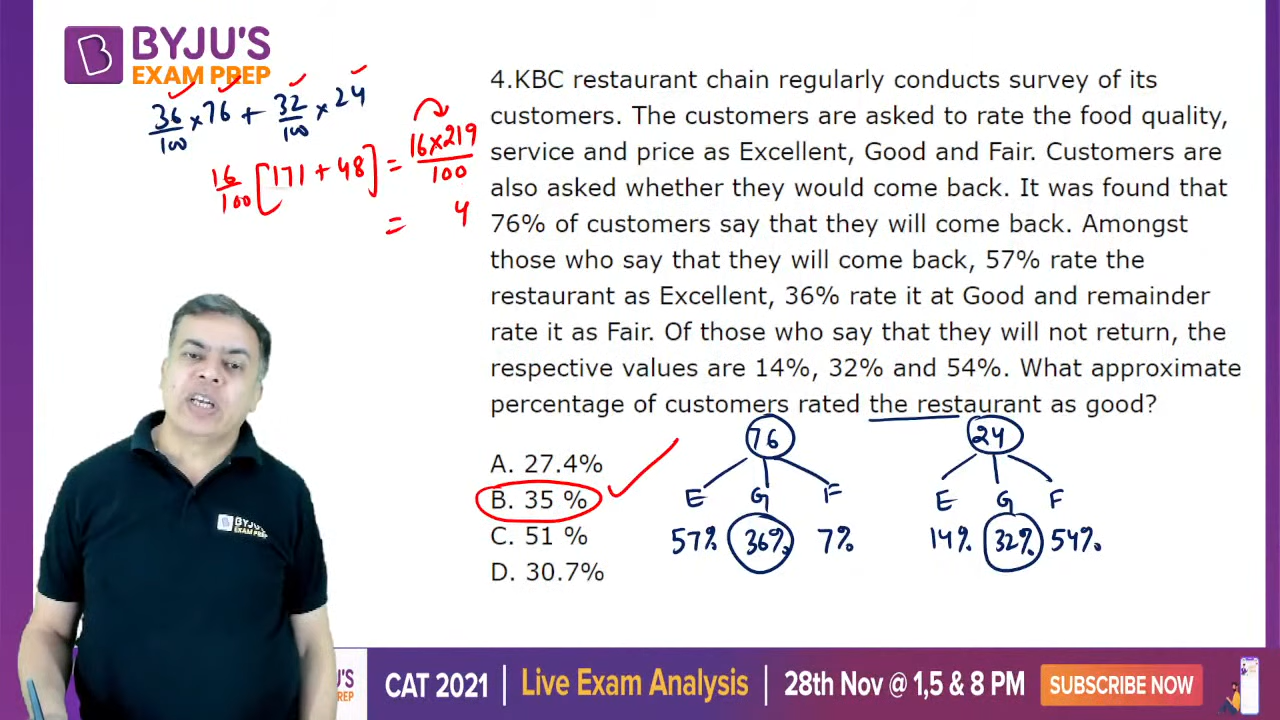 BYJU'S
EXAM PREP
36/100 × 76 + 32/100 × 24
16/100 [171 + 48] = 16×219/100
= 4
4.KBC restaurant chain regularly conducts survey of its
customers. The customers are asked to rate the food quality,
service and price as Excellent, Good and Fair. Customers are
also asked whether they would come back. It was found that
76% of customers say that they will come back. Amongst
those who say that they will come back, 57% rate the
restaurant as Excellent, 36% rate it at Good and remainder
rate it as Fair. Of those who say that they will not return, the
respective values are 14%, 32% and 54%. What approximate
percentage of customers rated the restaurant as good?
A. 27.4%
B. 35 %
C. 51 %
D. 30.7%
76
E G F
57% 36% 7%
24
E G F
14% 32% 54%
BYJU'S
EXAM PREP
'S
PREP
CAT 2021
Live Exam Analysis
28th Nov @ 1,5 & 8 PM
SUBSCRIBE NOW